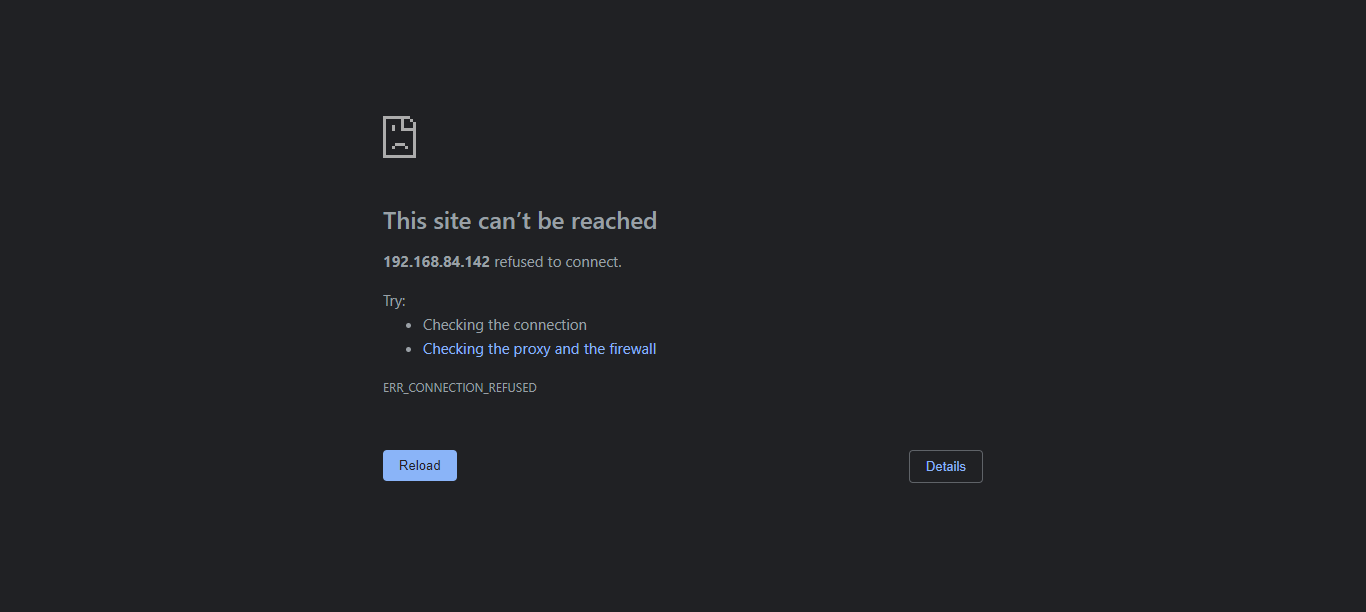 This site can’t be reached
192.168.84.142 refused to connect.
Try:
• Checking the connection
• Checking the proxy and the firewall
ERR_CONNECTION_REFUSED
Reload
Details